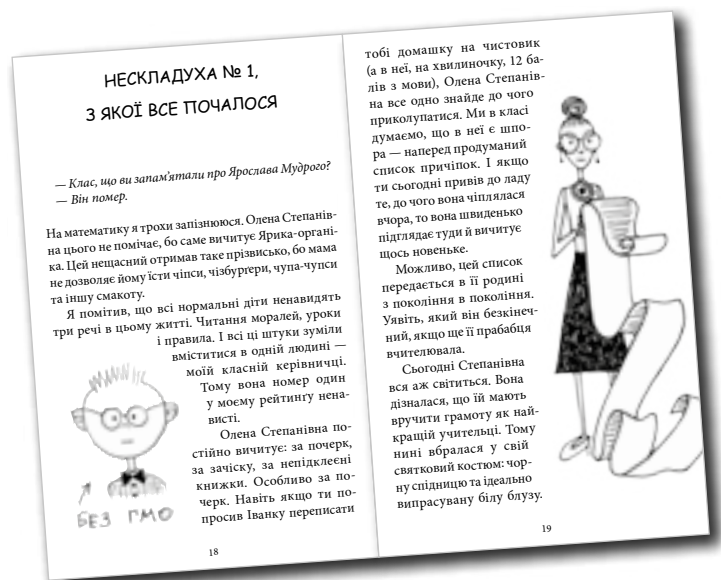 НЕСКЛАДУХА № 1,
З ЯКОЇ ВСЕ ПОЧАЛОСЯ
— Клас, що ви запам’ятали про Ярослава Мудрого?
— Він помер.
На математику я трохи запізнююся. Олена Степанів-
на цього не помічає, бо саме вичитує Ярика-органі-
ка. Цей нещасний отримав таке прізвисько, бо мама
не дозволяє йому їсти чіпси, чізбургери, чупа-чупси
та іншу смакоту.
Я помітив, що всі нормальні діти ненавидять
три речі в цьому житті. Читання моралей, уроки
і правила. І всі ці штуки зуміли
вміститися в одній людині —
моїй класній керівничці.
Тому вона номер один
у моєму рейтингу нена-
висті.
Олена Степанівна по-
стійно вичитує: за почерк,
за зачіску, за непідклеєні
книжки. Особливо за по-
черк. Навіть якщо ти по-
просив Іванку переписати
БЕЗ ГМО
18
тобі домашку на чистовик
(а в неї, на хвилиночку, 12 ба-
лів з мови), Олена Степанів-
на все одно знайде до чого
приколупатися. Ми в класі
думаємо, що в неї є шпо-
ра — наперед продуманий
список причіпок. І якщо
ти сьогодні привів до ладу
те, до чого вона чіплялася
вчора, то вона швиденько
підглядає туди й вичитує
щось новеньке.
Можливо, цей список
передається в її родині
з покоління в покоління.
Уявіть, який він безкінеч-
ний, якщо ще її прабабця
вчителювала.
Сьогодні Степанівна
вся аж світиться. Вона
дізналася, що їй мають
вручити грамоту як най-
кращій учительці. Тому
нині вбралася у свій
святковий костюм: чор-
ну спідницю та ідеально
випрасувану білу блузу.
19